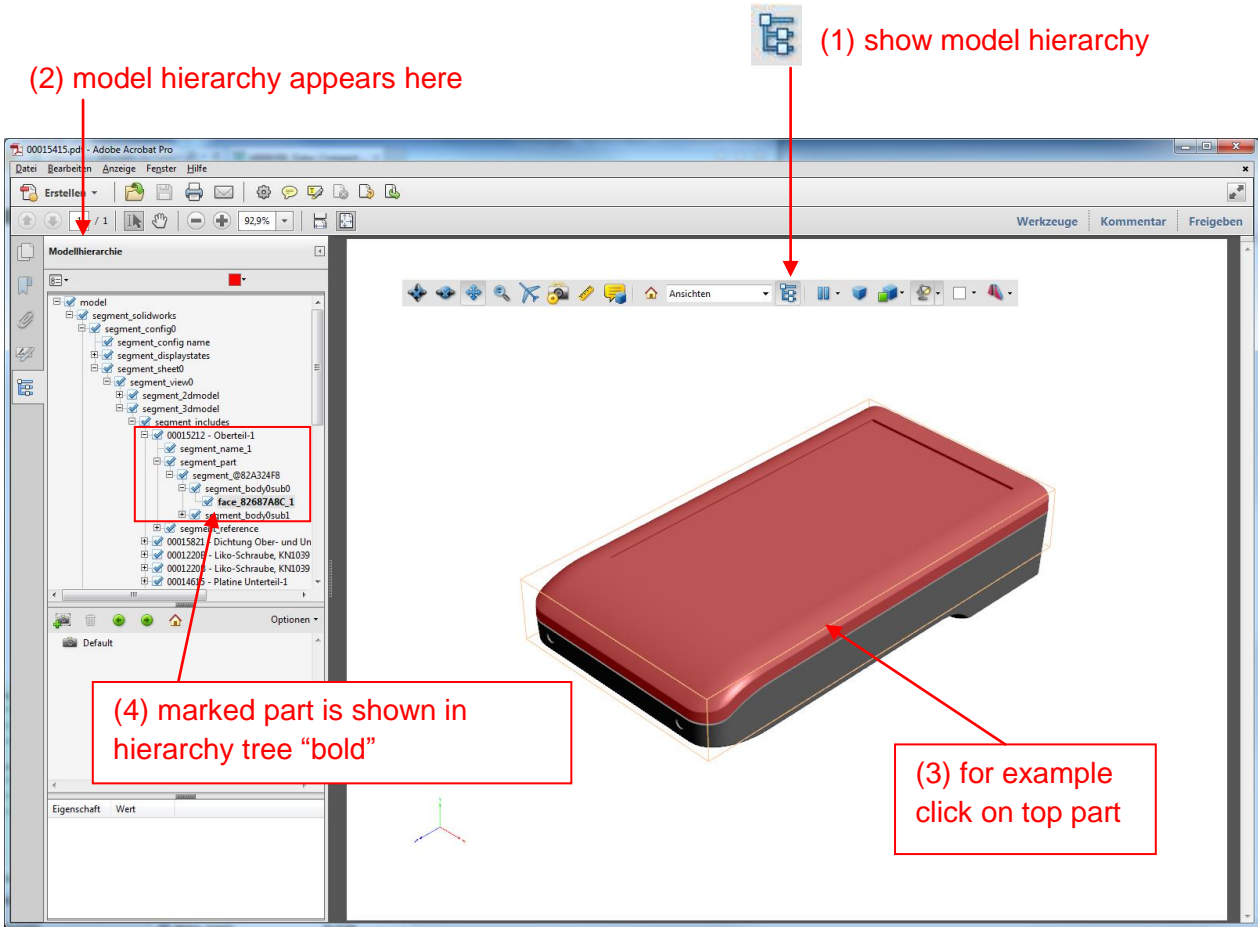 (1) show model hierarchy
(2) model hierarchy appears here
00015415.pdf - Adobe Acrobat Pro
Datei Bearbeiten Anzeige Fenster Hilfe
Erstellen
/ 1 92,9% Werkzeuge Kommentar Freigeben
Modellhierarchie
Ansichten
model
segment_solidworks
segment_config0
segment_config name
segment_displaystates
segment_sheet0
segment_view0
segment_2dmodel
segment_3dmodel
segment_includes
00015212 - Oberteil-1
segment_name_1
segment_part
segment_@82A324F8
segment_body0sub0
face_82687A8C_1
segment_body0sub1
segment_reference
00015821 - Dichtung Ober- und Un
- Liko-Schraube, KN1039
- Liko-Schraube, KN1039
00014615 - Platine Unterteil-1
Optionen
Default
(4) marked part is shown in
hierarchy tree “bold”
(3) for example
click on top part
Eigenschaft Wert